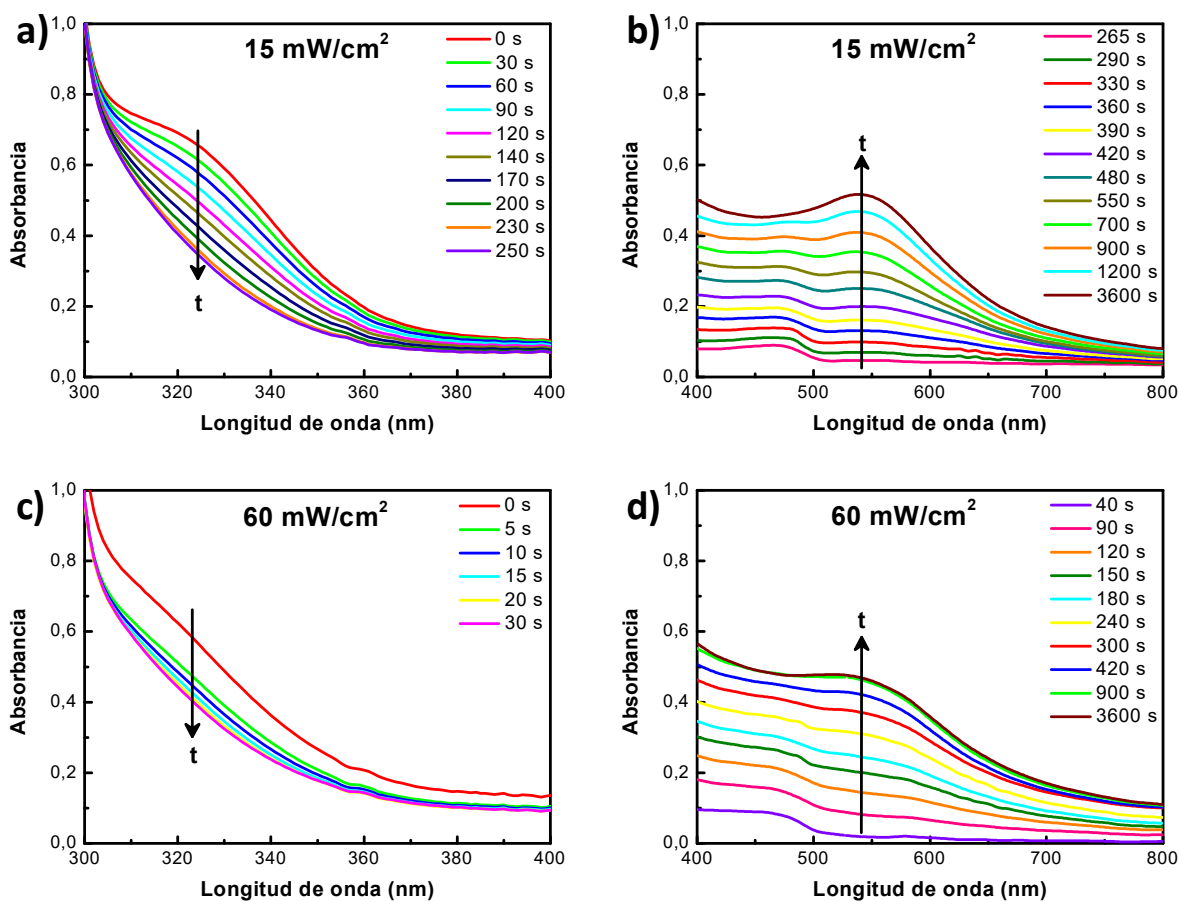 a)
15 mW/cm²
0 s
30 s
60 s
90 s
120 s
140 s
170 s
200 s
230 s
250 s
t
Absorbancia
1,0
0,8
0,6
0,4
0,2
0,0
300 320 340 360 380 400
Longitud de onda (nm)
b)
15 mW/cm²
265 s
290 s
330 s
360 s
390 s
420 s
480 s
550 s
700 s
900 s
1200 s
3600 s
t
Absorbancia
1,0
0,8
0,6
0,4
0,2
0,0
400 500 600 700 800
Longitud de onda (nm)
c)
60 mW/cm²
0 s
5 s
10 s
15 s
20 s
30 s
t
Absorbancia
1,0
0,8
0,6
0,4
0,2
0,0
300 320 340 360 380 400
Longitud de onda (nm)
d)
60 mW/cm²
40 s
90 s
120 s
150 s
180 s
240 s
300 s
420 s
900 s
3600 s
t
Absorbancia
1,0
0,8
0,6
0,4
0,2
0,0
400 500 600 700 800
Longitud de onda (nm)